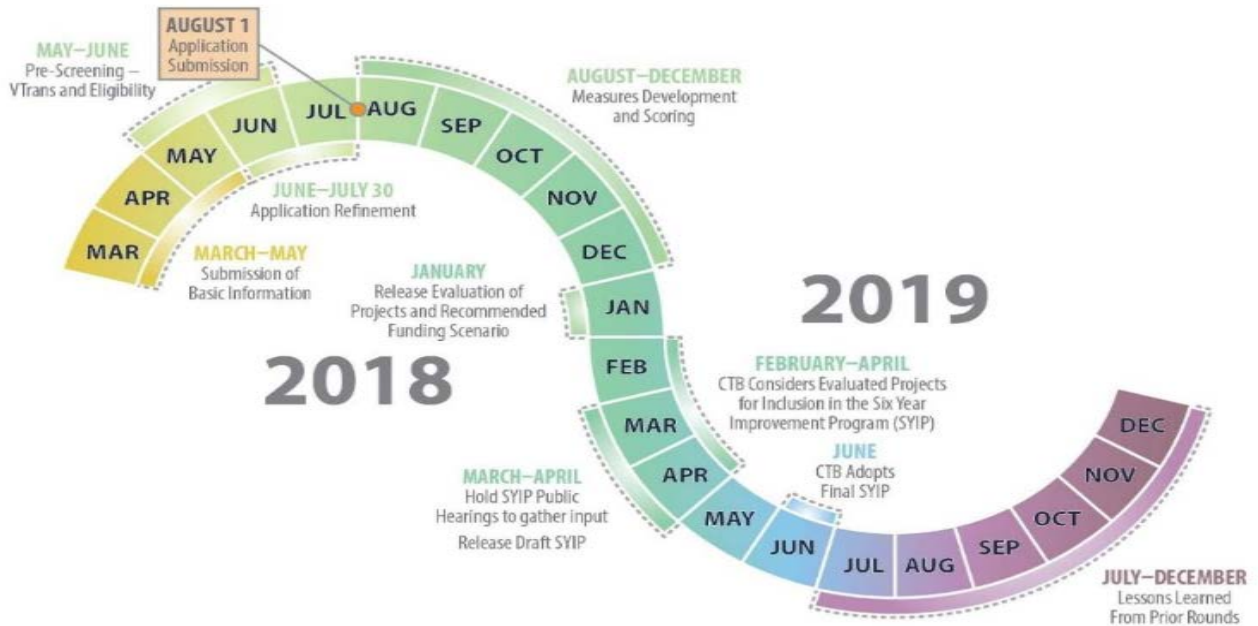 AUGUST 1
Application
Submission
MAY–JUNE
Pre-Screening –
VTrans and Eligibility
AUGUST–DECEMBER
Measures Development
and Scoring
MAR
APR
MAY
JUN
JUL
AUG
SEP
OCT
NOV
DEC
JUNE–JULY 30
Application Refinement
MARCH–MAY
Submission of
Basic Information
JANUARY
Release Evaluation of
Projects and Recommended
Funding Scenario
2018
2019
JAN
FEB
MAR
APR
MAY
JUN
JUL
AUG
SEP
OCT
NOV
DEC
FEBRUARY–APRIL
CTB Considers Evaluated Projects
for Inclusion in the Six Year
Improvement Program (SYIP)
JUNE
CTB Adopts
Final SYIP
MARCH–APRIL
Hold SYIP Public
Hearings to gather input
Release Draft SYIP
JULY–DECEMBER
Lessons Learned
From Prior Rounds